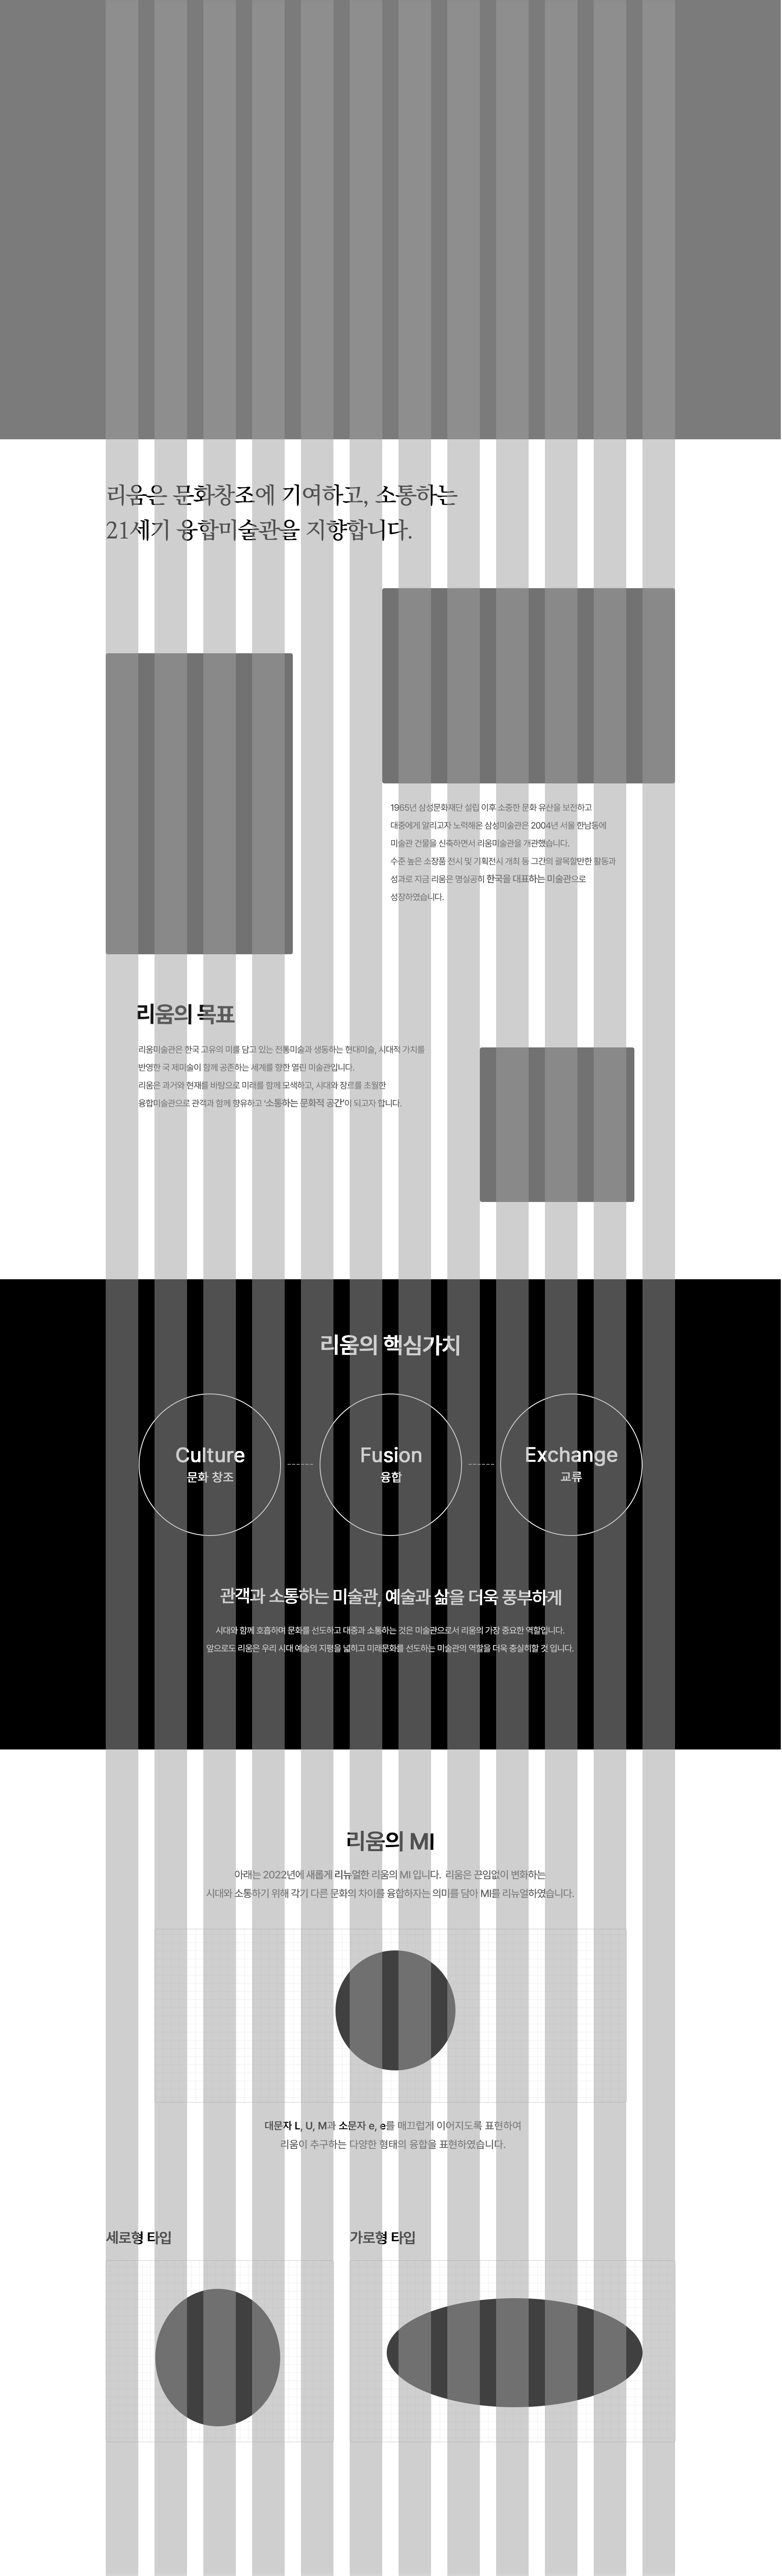 리움은 문화창조에 기여하고, 소통하는
21세기 융합미술관을 지향합니다.
1965년 삼성문화재단 설립 이후 소중한 문화 유산을 보전하고
대중에게 알리고자 노력해온 삼성미술관은 2004년 서울 한남동에
미술관 건물을 신축하면서 리움미술관을 개관했습니다.
수준 높은 소장품 전시 및 기획전시 개최 등 그간의 괄목할만한 활동과
성과로 지금 리움은 명실공히 한국을 대표하는 미술관으로
성장하였습니다.
리움의 목표
리움미술관은 한국 고유의 미를 담고 있는 전통미술과 생동하는 현대미술, 시대적 가치를
반영한 국제미술이 함께 공존하는 세계를 향한 열린 미술관입니다.
리움은 과거와 현재를 바탕으로 미래를 함께 모색하고, 시대와 장르를 초월한
융합미술관으로 관객과 함께 향유하고 '소통하는 문화적 공간'이 되고자 합니다.
리움의 핵심가치
Culture
문화 창조
Fusion
융합
Exchange
교류
관객과 소통하는 미술관, 예술과 삶을 더욱 풍부하게
시대와 함께 호흡하며 문화를 선도하고 대중과 소통하는 것은 미술관으로서 리움의 가장 중요한 역할입니다.
앞으로도 리움은 우리 시대 예술의 지평을 넓히고 미래문화를 선도하는 미술관의 역할을 더욱 충실히할 것 입니다.
리움의 MI
아래는 2022년에 새롭게 리뉴얼한 리움의 MI 입니다. 리움은 끈임없이 변화하는
시대와 소통하기 위해 각기 다른 문화의 차이를 융합하자는 의미를 담아 MI를 리뉴얼하였습니다.
대문자 L, U, M과 소문자 e, e를 매끄럽게 이어지도록 표현하여
리움이 추구하는 다양한 형태의 융합을 표현하였습니다.
세로형 타입
가로형 타입